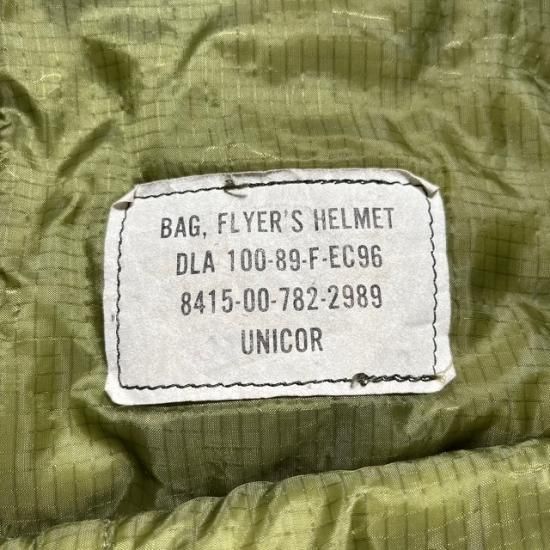 BAG, FLYER'S HELMET
DLA 100-89-F-EC96
8415-00-782-2989
UNICOR